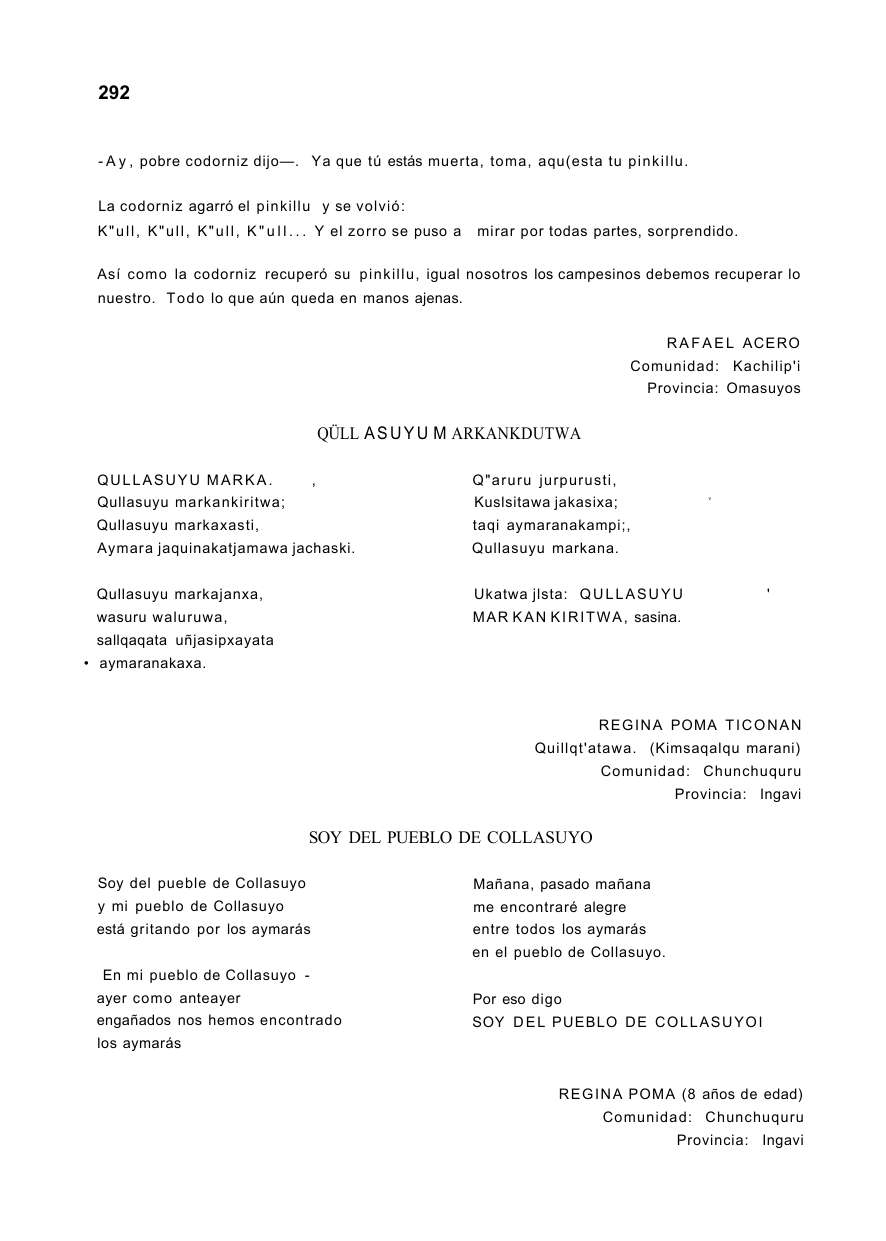 292
- Ay, pobre codorniz dijo—. Ya que tú estás muerta, toma, aqu(esta tu pinkillu.
La codorniz agarró el pinkillu y se volvió:
K"ull, K"ull, K"ull, K"ull... Y el zorro se puso a mirar por todas partes, sorprendido.
Así como la codorniz recuperó su pinkillu, igual nosotros los campesinos debemos recuperar lo
nuestro. Todo lo que aún queda en manos ajenas.
RAFAEL ACERO
Comunidad: Kachilip'i
Provincia: Omasuyos
QÜLL ASUYU M ARKANKDUTWA
QULLASUYU MARKA. ,
Qullasuyu markankiritwa;
Qullasuyu markaxasti,
Aymara jaquinakatjamawa jachaski.
Qullasuyu markajanxa,
wasuru waluruwa,
sallqaqata uñjasipxayata
• aymaranakaxa.
Q"aruru jurpurusti,
Kuslsitawa jakasixa; '
taqi aymaranakampi;,
Qullasuyu markana.
Ukatwa jlsta: QULLASUYU '
MAR KAN KIRITWA, sasina.
REGINA POMA TICONAN
Quillqt'atawa. (Kimsaqalqu marani)
Comunidad: Chunchuquru
Provincia: Ingavi
SOY DEL PUEBLO DE COLLASUYO
Soy del pueble de Collasuyo
y mi pueblo de Collasuyo
está gritando por los aymarás
En mi pueblo de Collasuyo -
ayer como anteayer
engañados nos hemos encontrado
los aymarás
Mañana, pasado mañana
me encontraré alegre
entre todos los aymarás
en el pueblo de Collasuyo.
Por eso digo
SOY DEL PUEBLO DE COLLASUYOI
REGINA POMA (8 años de edad)
Comunidad: Chunchuquru
Provincia: Ingavi